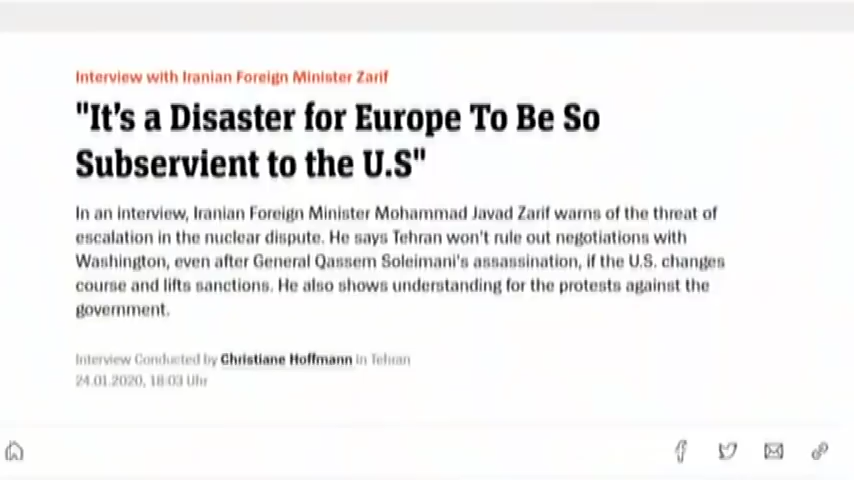 Interview with Iranian Foreign Minister Zarif
"It's a Disaster for Europe To Be So
Subservient to the U.S"
In an interview, Iranian Foreign Minister Mohammad Javad Zarif warns of the threat of
escalation in the nuclear dispute. He says Tehran won't rule out negotiations with
Washington, even after General Qassem Soleimani's assassination, if the U.S. changes
course and lifts sanctions. He also shows understanding for the protests against the
government.
Interview Conducted by Christiane Hoffmann in Tehran
24.01.2020, 18:03 Uhr